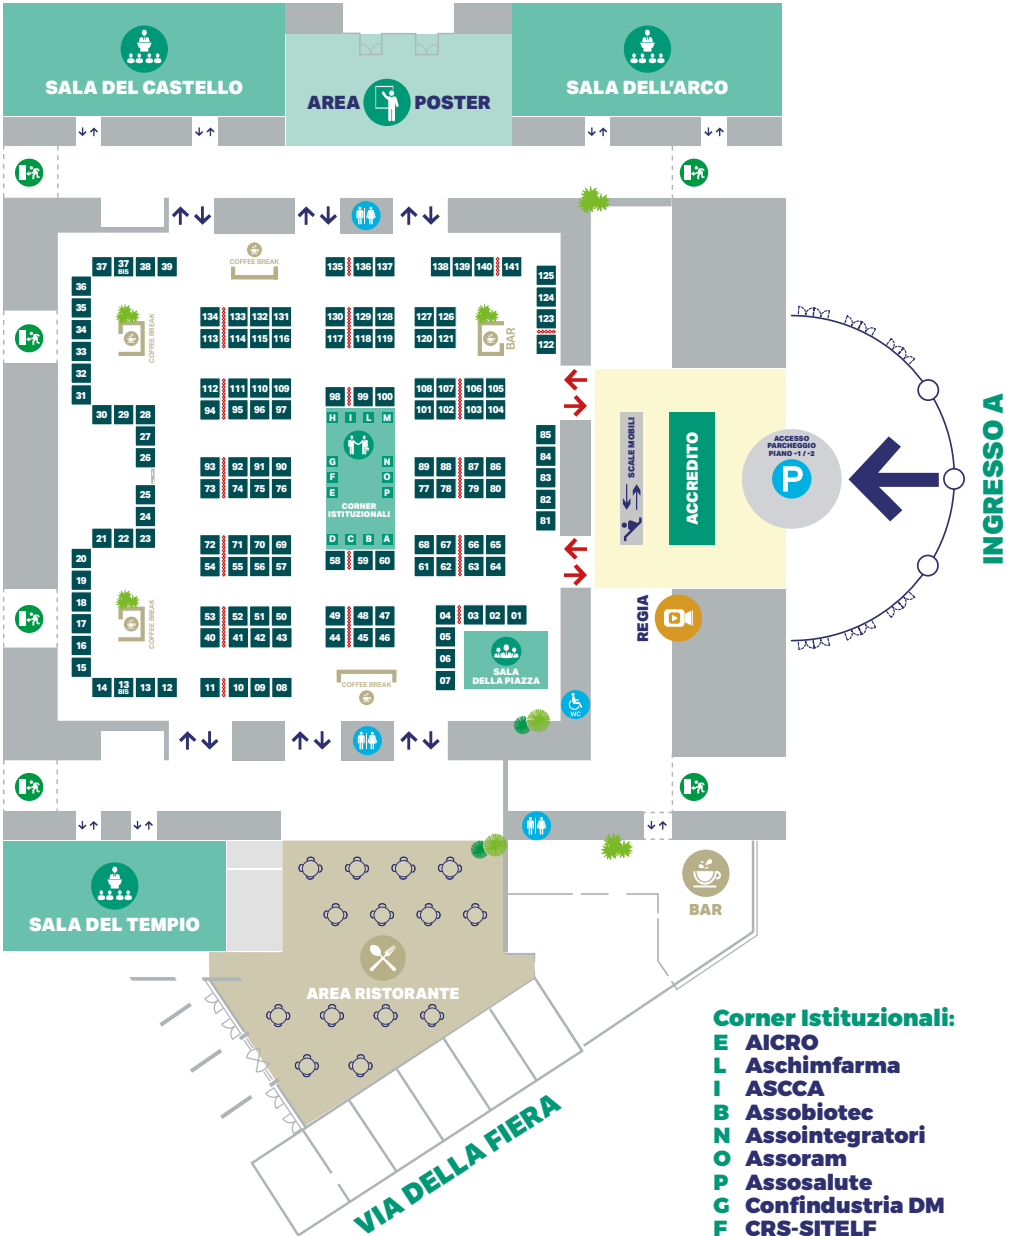 SALA DEL CASTELLO
AREA POSTER
SALA DELL'ARCO
COFFEE BREAK
37 37 BIS 38 39
135 136 137
138 139 140 141
125
124
123
122
36
35
34
33
32
31
COFFEE BREAK
134 133 132 131
113 114 115 116
130 129 128
117 118 119
127 126
120 121
BAR
112 111 110 109
94 95 96 97
98 99 100
108 107 106 105
101 102 103 104
30 29 28
27
26
25
24
21 22 23
H I L M
G N
F O
E P
CORNER
ISTITUZIONALI
D C B A
93 92 91 90
73 74 75 76
89 88 87 86
77 78 79 80
85
84
83
82
81
SCALE MOBILI
ACCREDITO
ACCESSO
PARCHEGGIO
PIANO -1 / -2
P
INGRESSO A
72 71 70 69
54 55 56 57
58 59 60
68 67 66 65
61 62 63 64
20
19
18
17
16
15
COFFEE BREAK
53 52 51 50
40 41 42 43
49 48 47
44 45 46
04 03 02 01
05
06
07
SALA
DELLA PIAZZA
REGIA
14 13 BIS 13 12
11 10 09 08
COFFEE BREAK
WC
SALA DEL TEMPIO
BAR
AREA RISTORANTE
VIA DELLA FIERA
Corner Istituzionali:
E AICRO
L Aschimfarma
I ASCCA
B Assobiotec
N Assointegratori
O Assoram
P Assosalute
G Confindustria DM
F CRS-SITELF